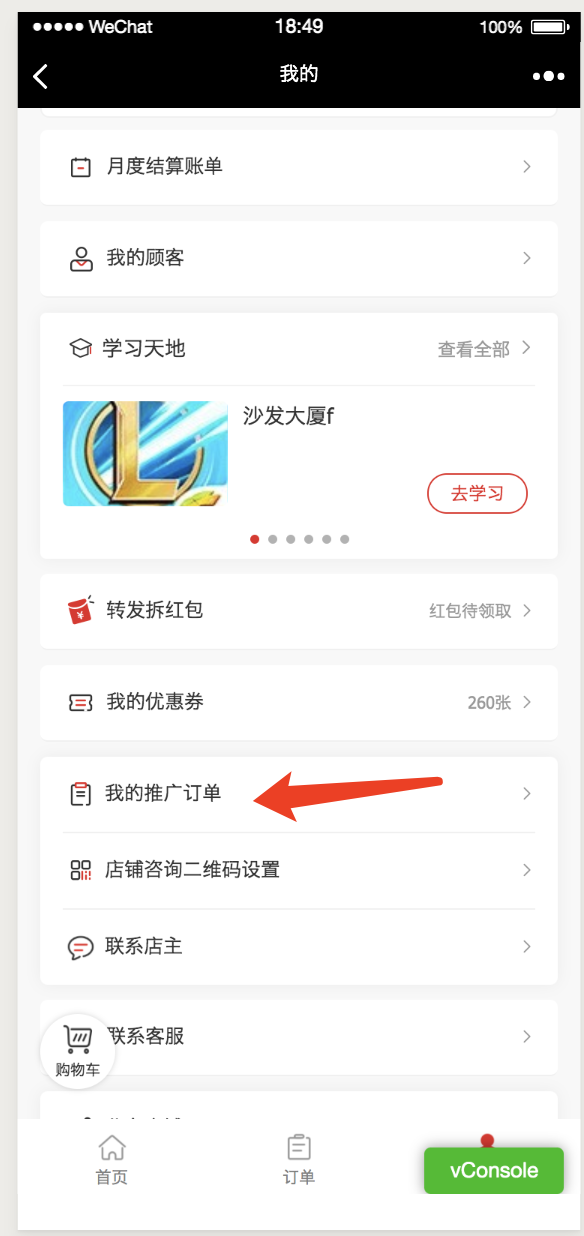 WeChat 18:49 100%
我的
月度结算账单
我的顾客
学习天地 查看全部
沙发大厦f
去学习
转发拆红包 红包待领取
我的优惠券 260张
我的推广订单
店铺咨询二维码设置
联系店主
联系客服
购物车
首页 订单 vConsole